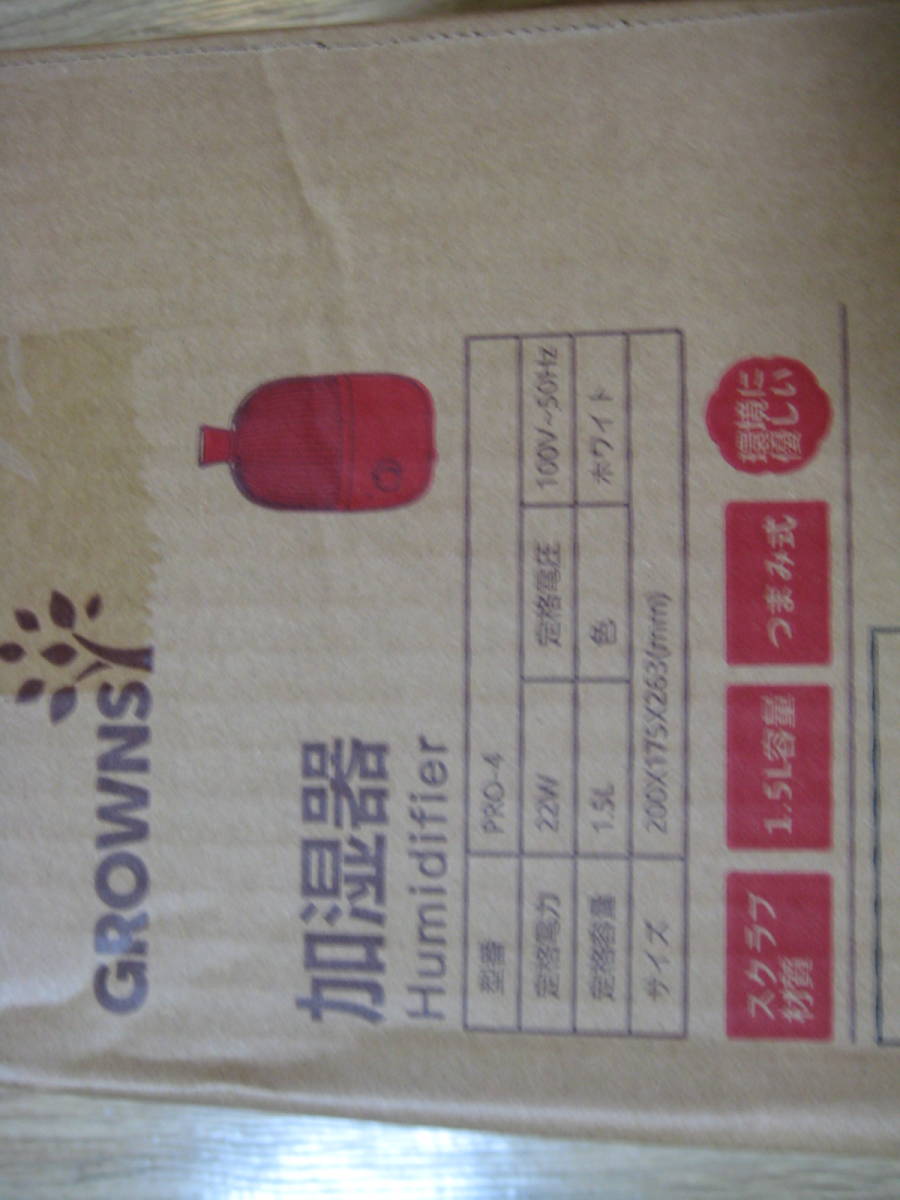 GROWNS
加湿器
Humidifier
型番 PRO-4
定格電力 22W 定格電圧 100V~50Hz
定格容量 1.5L 色 ホワイト
サイズ 200X175X263(mm)
スクラブ
材質
1.5L容量
つまみ式
環境に
優しい